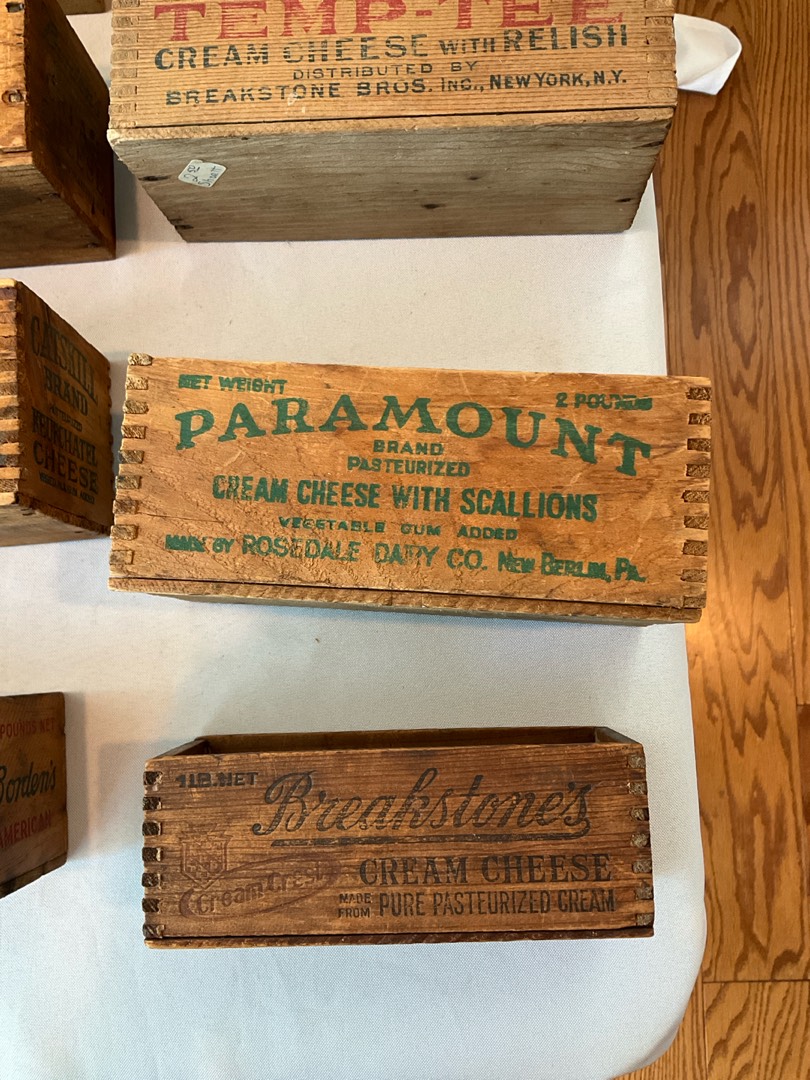 TEMP-TEE
CREAM CHEESE WITH RELISH
DISTRIBUTED BY
BREAKSTONE BROS. INC., NEW YORK, N.Y.
CATSKILL
BRAND
NEUFCHATEL
CHEESE
NET WEIGHT 2 POUNDS
PARAMOUNT
BRAND
PASTEURIZED
CREAM CHEESE WITH SCALLIONS
VEGETABLE GUM ADDED
MADE BY ROSEDALE DAIRY CO. NEW BERLIN, PA.
POUNDS NET
Borden's
AMERICAN
1 LB. NET
Breakstone's
Cream Crest
CREAM CHEESE
MADE FROM PURE PASTEURIZED CREAM